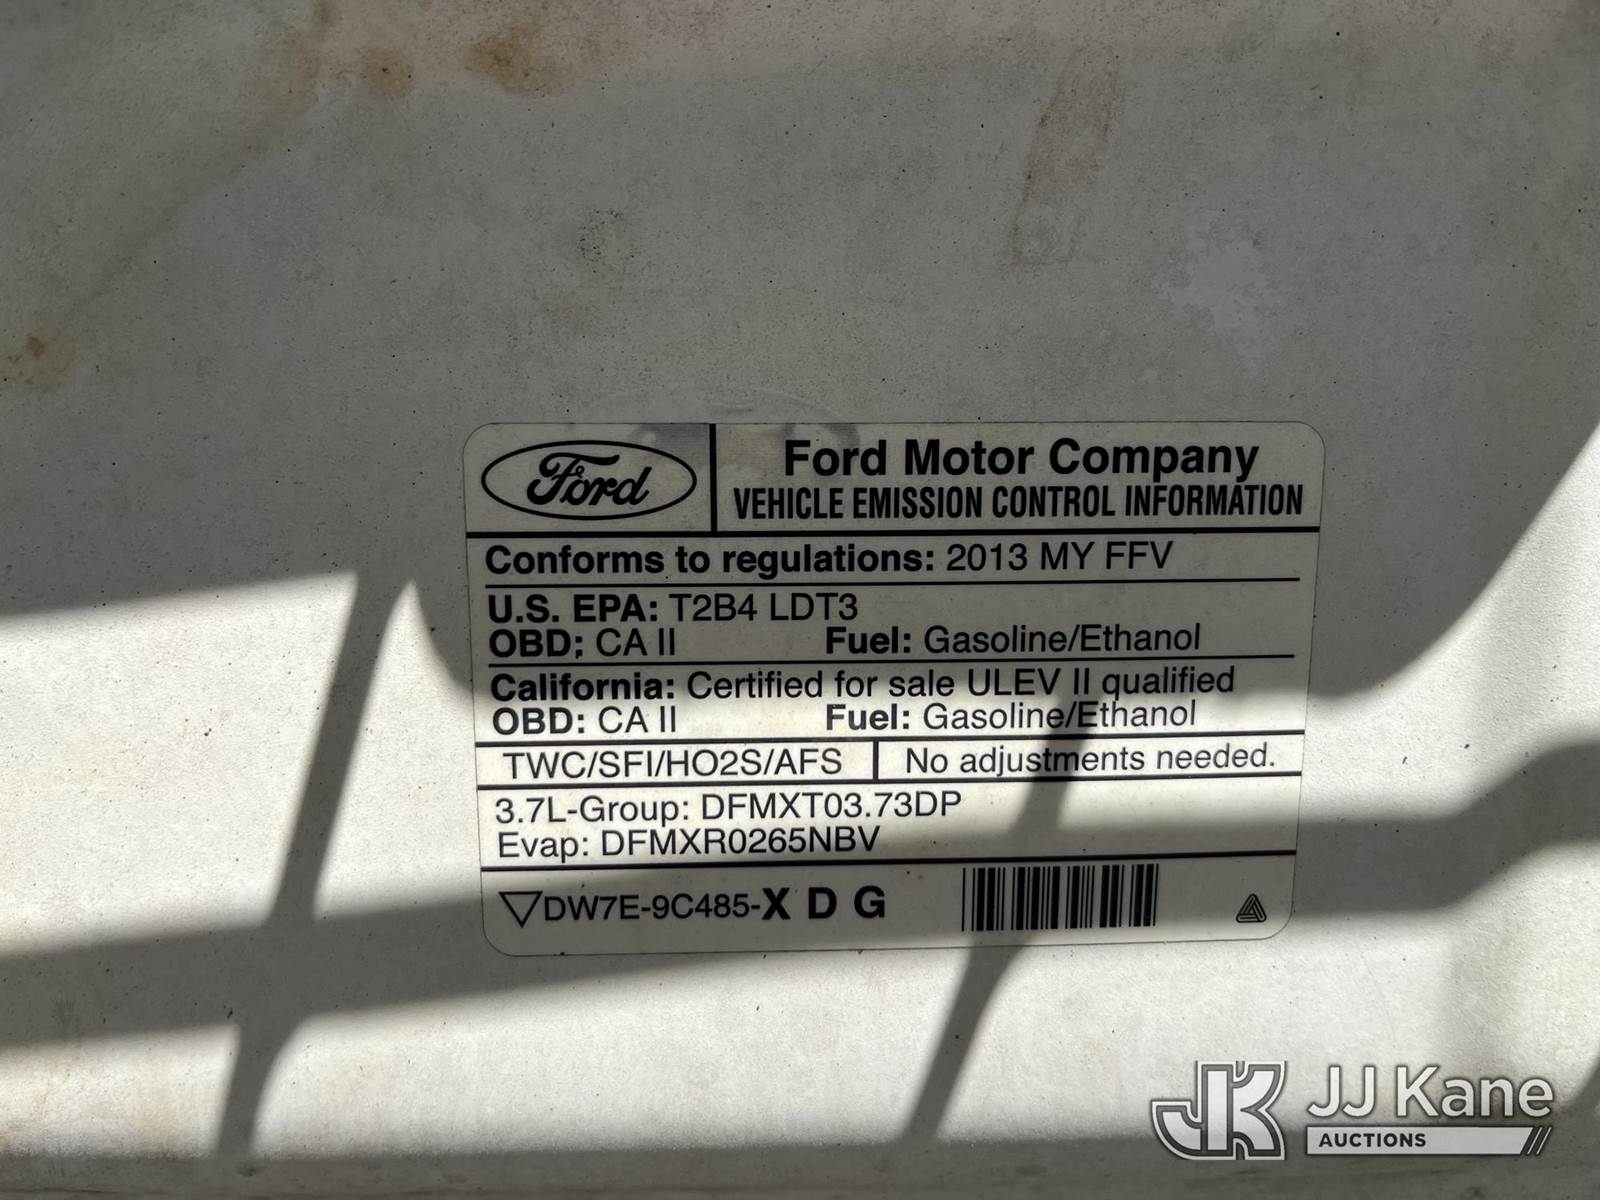 Ford
Ford Motor Company
VEHICLE EMISSION CONTROL INFORMATION
Conforms to regulations: 2013 MY FFV
U.S. EPA: T2B4 LDT3
OBD: CA II Fuel: Gasoline/Ethanol
California: Certified for sale ULEV II qualified
OBD: CA II Fuel: Gasoline/Ethanol
TWC/SFI/HO2S/AFS No adjustments needed.
3.7L-Group: DFMXT03.73DP
Evap: DFMXR0265NBV
DW7E-9C485-X D G
JK JJ Kane
AUCTIONS